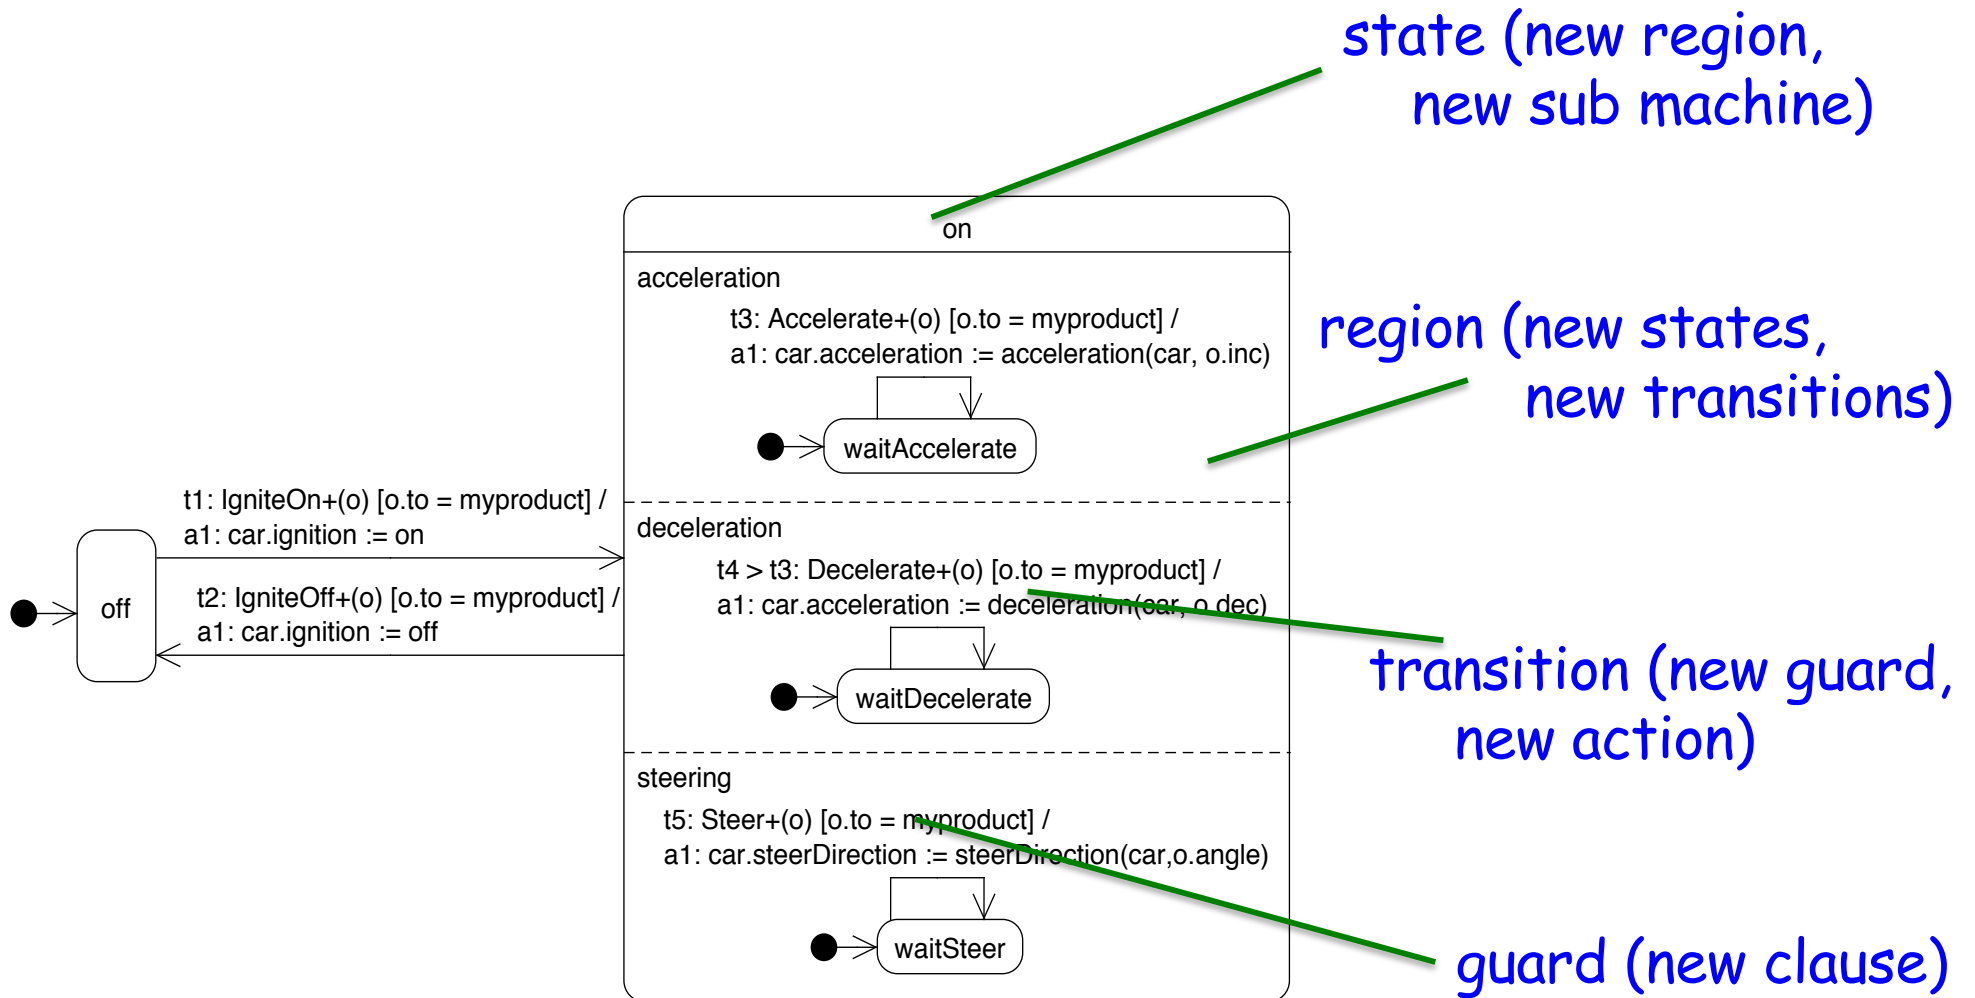 state (new region,
new sub machine)
on
acceleration
t3: Accelerate+(o) [o.to = myproduct] /
a1: car.acceleration := acceleration(car, o.inc)
waitAccelerate
region (new states,
new transitions)
t1: IgniteOn+(o) [o.to = myproduct] /
a1: car.ignition := on
off
t2: IgniteOff+(o) [o.to = myproduct] /
a1: car.ignition := off
deceleration
t4 > t3: Decelerate+(o) [o.to = myproduct] /
a1: car.acceleration := deceleration(car, o.dec)
waitDecelerate
transition (new guard,
new action)
steering
t5: Steer+(o) [o.to = myproduct] /
a1: car.steerDirection := steerDirection(car,o.angle)
waitSteer
guard (new clause)